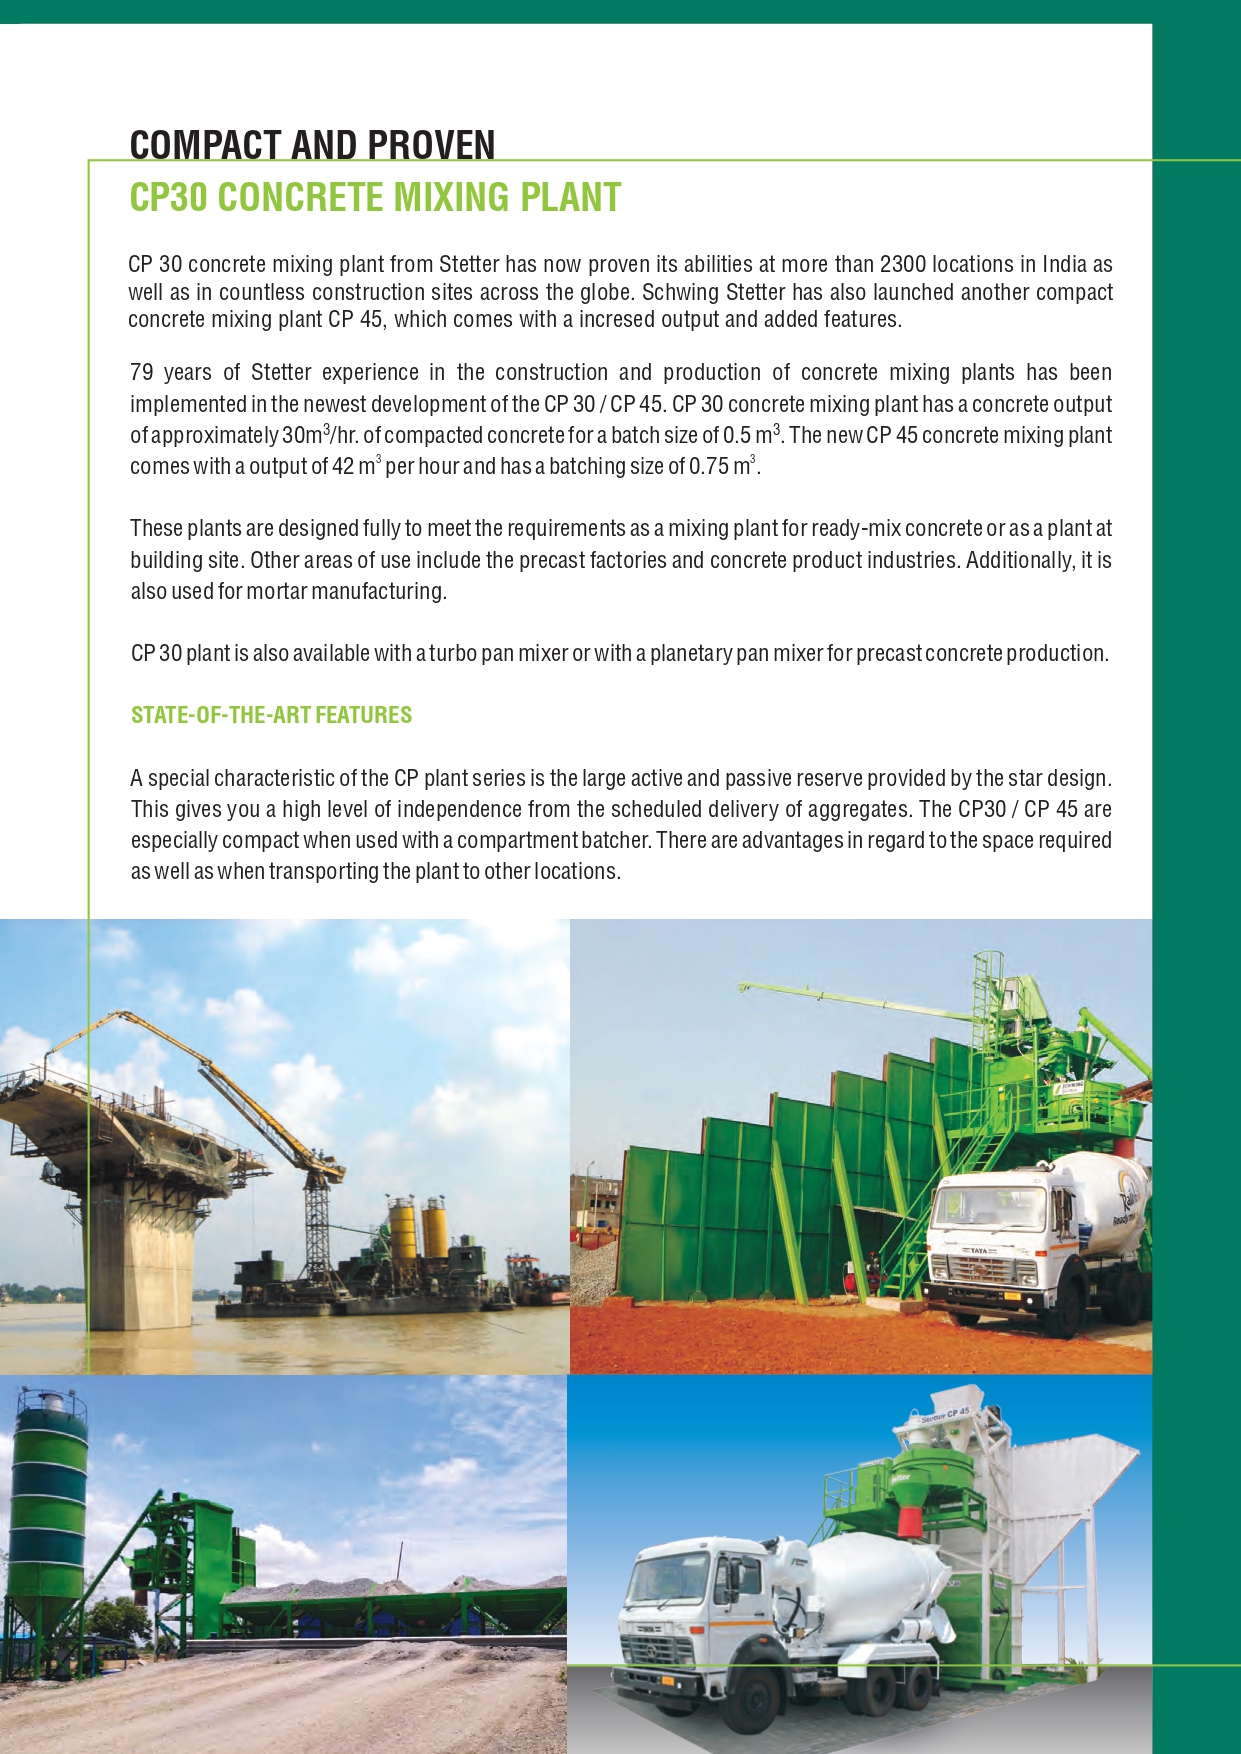 COMPACT AND PROVEN
CP30 CONCRETE MIXING PLANT
CP 30 concrete mixing plant from Stetter has now proven its abilities at more than 2300 locations in India as
well as in countless construction sites across the globe. Schwing Stetter has also launched another compact
concrete mixing plant CP 45, which comes with a incresed output and added features.
79 years of Stetter experience in the construction and production of concrete mixing plants has been
implemented in the newest development of the CP 30 / CP 45. CP 30 concrete mixing plant has a concrete output
of approximately 30m³/hr. of compacted concrete for a batch size of 0.5 m³. The new CP 45 concrete mixing plant
comes with a output of 42 m³ per hour and has a batching size of 0.75 m³.
These plants are designed fully to meet the requirements as a mixing plant for ready-mix concrete or as a plant at
building site. Other areas of use include the precast factories and concrete product industries. Additionally, it is
also used for mortar manufacturing.
CP 30 plant is also available with a turbo pan mixer or with a planetary pan mixer for precast concrete production.
STATE-OF-THE-ART FEATURES
A special characteristic of the CP plant series is the large active and passive reserve provided by the star design.
This gives you a high level of independence from the scheduled delivery of aggregates. The CP30 / CP 45 are
especially compact when used with a compartment batcher. There are advantages in regard to the space required
as well as when transporting the plant to other locations.
SCHWING
TATA
Stetter CP 45
TATA